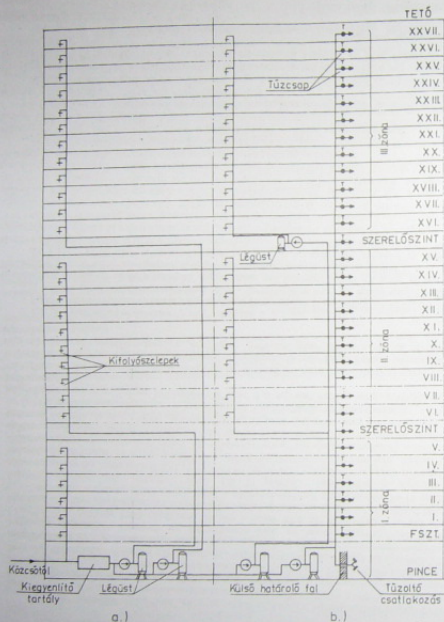 TETŐ
XXVII.
XXVI.
XXV.
Tűzcsap
XXIV.
XXIII.
XXII.
XXI.
III. zóna
XX.
XIX.
XVIII.
XVII.
XVI.
SZERELŐSZINT
Légüst
XV.
XIV.
XIII.
XII.
XI.
X.
II. zóna
Kifolyószelepek
IX.
VIII.
VII.
VI.
SZERELŐSZINT
V.
IV.
III.
II.
I. zóna
I.
FSZT.
Közcsőtől
PINCE
Kiegyenlítő
tartály
Légüst
Külső határoló fal
Tűzoltó
csatlakozás
a.)
b.)